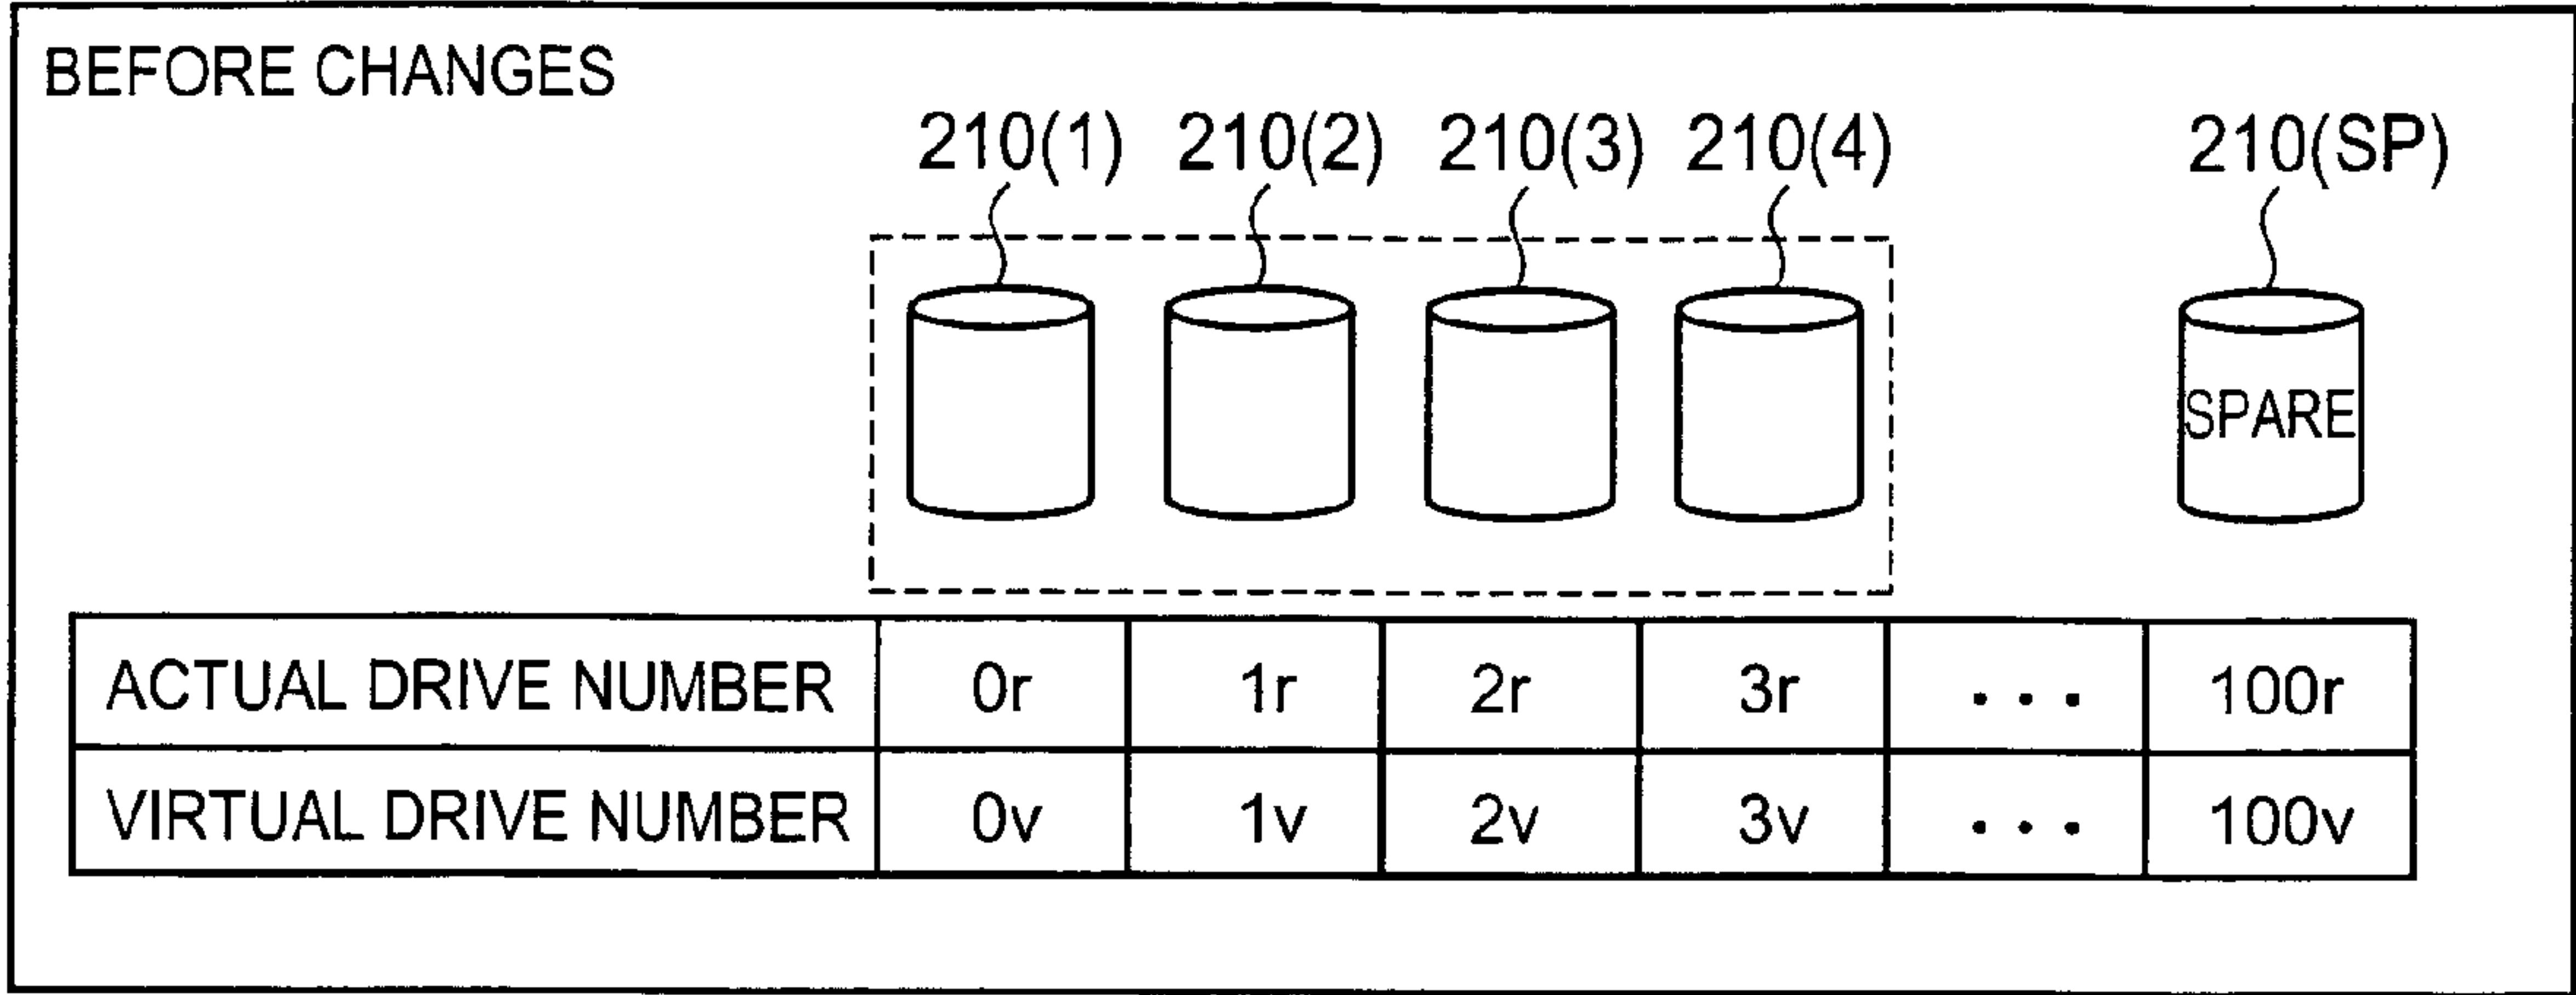 BEFORE CHANGES
210(1) 210(2) 210(3) 210(4) 210(SP)
SPARE
ACTUAL DRIVE NUMBER 0r 1r 2r 3r ... 100r
VIRTUAL DRIVE NUMBER 0v 1v 2v 3v ... 100v